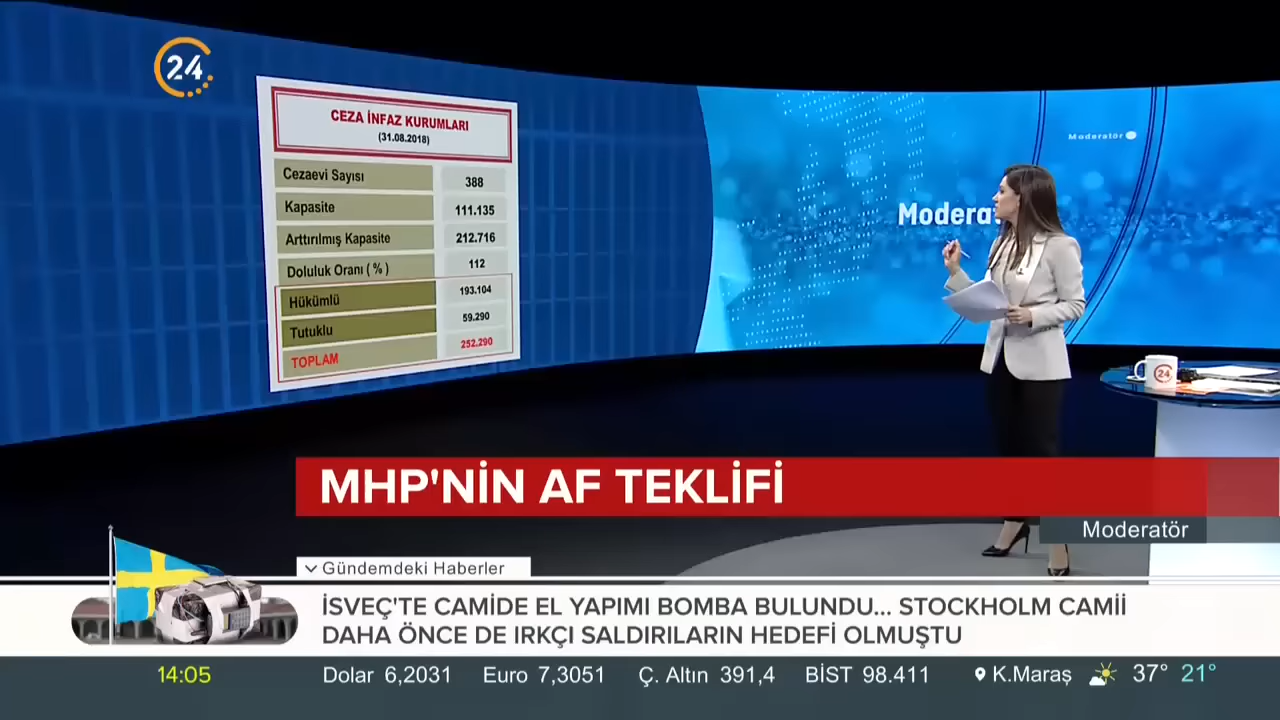 24
CEZA İNFAZ KURUMLARI
(31.08.2018)
Cezaevi Sayısı 388
Kapasite 111.135
Arttırılmış Kapasite 212.716
Doluluk Oranı ( % ) 112
Hükümlü 193.104
Tutuklu 59.290
TOPLAM 252.290
Moderatör
Modera
24
MHP'NİN AF TEKLİFİ
Moderatör
Gündemdeki Haberler
İSVEÇ'TE CAMİDE EL YAPIMI BOMBA BULUNDU... STOCKHOLM CAMİİ
DAHA ÖNCE DE IRKÇI SALDIRILARIN HEDEFİ OLMUŞTU
14:05 Dolar 6,2031 Euro 7,3051 Ç. Altın 391,4 BİST 98.411 K.Maraş 37° 21°